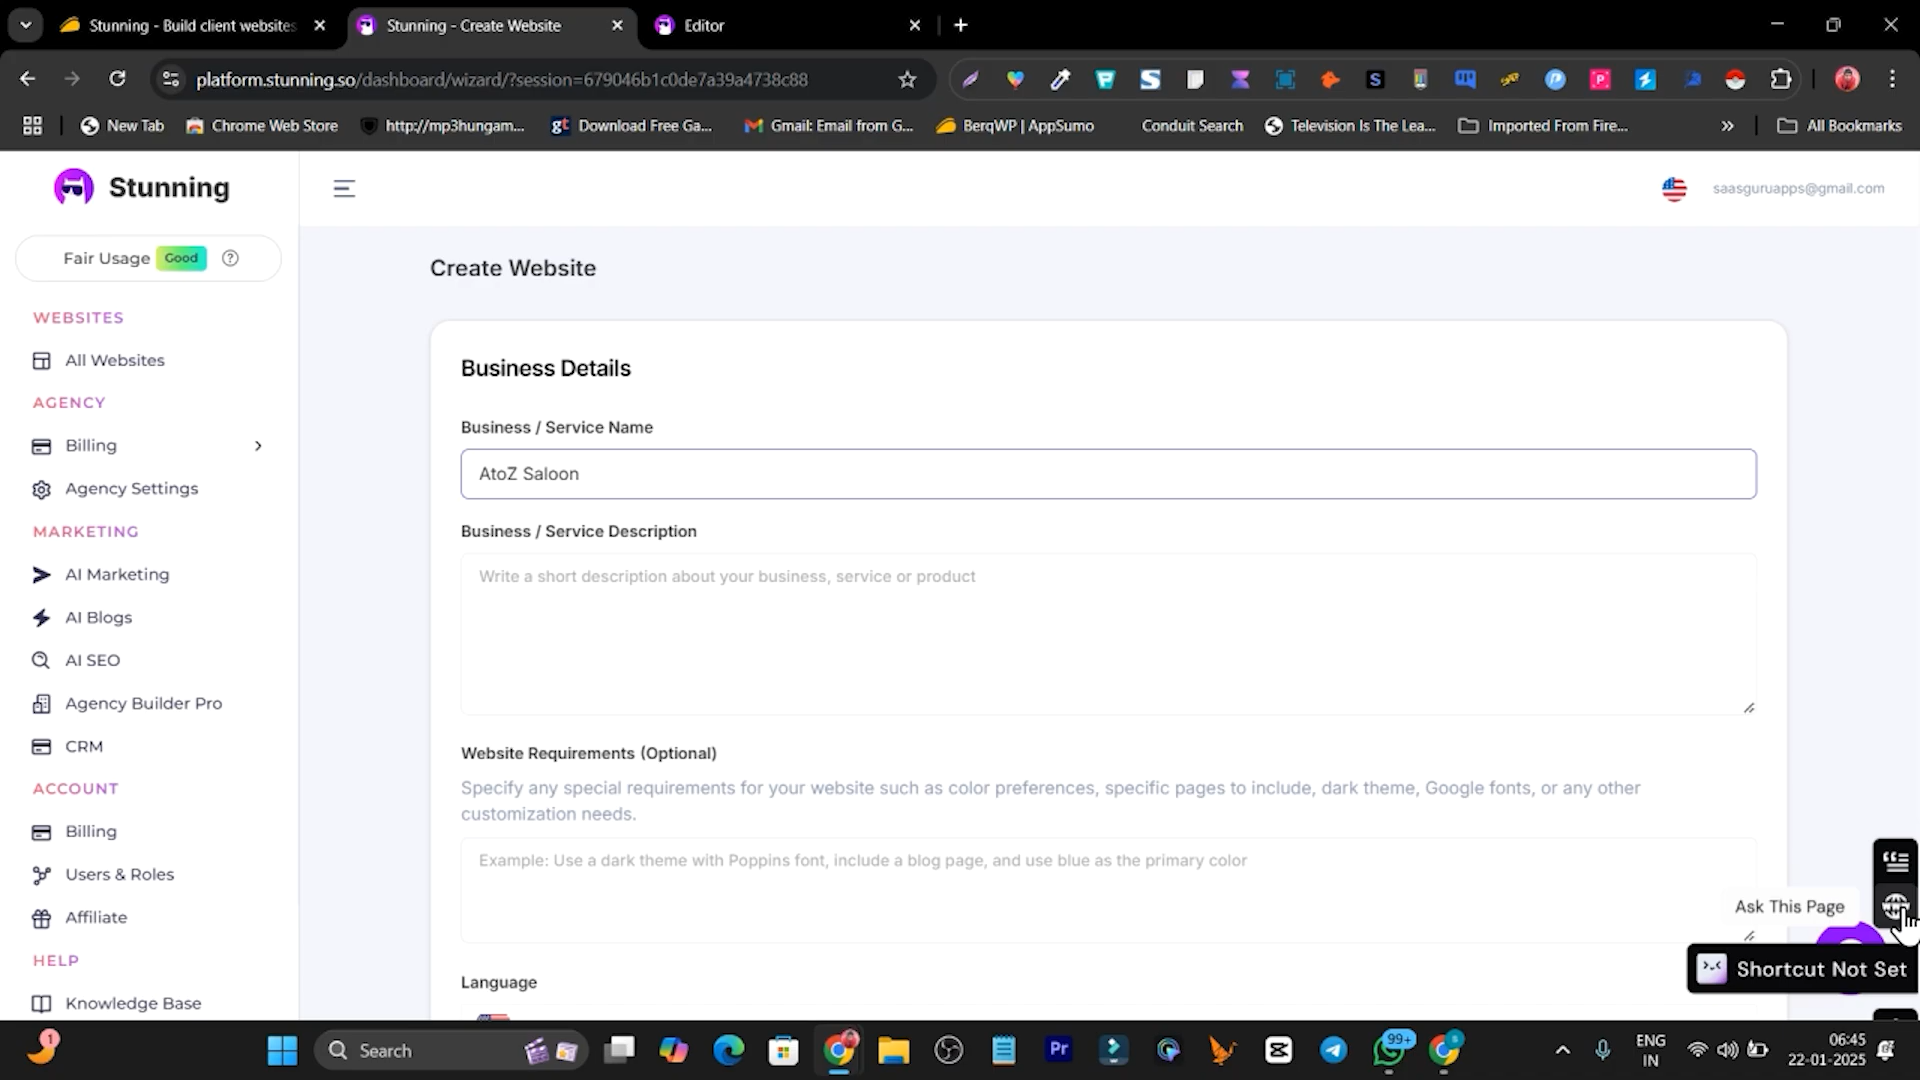 Stunning - Build client websites
Stunning - Create Website
Editor
platform.stunning.so/dashboard/wizard/?session=679046b1c0de7a39a4738c88
New Tab
Chrome Web Store
http://mp3hungam...
Download Free Ga...
Gmail: Email from G...
BerqWP | AppSumo
Conduit Search
Television Is The Lea...
Imported From Fire...
All Bookmarks
Stunning
saasguruapps@gmail.com
Fair Usage Good
Create Website
WEBSITES
All Websites
AGENCY
Billing
Agency Settings
MARKETING
AI Marketing
AI Blogs
AI SEO
Agency Builder Pro
CRM
ACCOUNT
Billing
Users & Roles
Affiliate
HELP
Knowledge Base
Business Details
Business / Service Name
AtoZ Saloon
Business / Service Description
Write a short description about your business, service or product
Website Requirements (Optional)
Specify any special requirements for your website such as color preferences, specific pages to include, dark theme, Google fonts, or any other
customization needs.
Example: Use a dark theme with Poppins font, include a blog page, and use blue as the primary color
Language
Ask This Page
Shortcut Not Set
1
Search
Pr
99+
ENG
IN
06:45
22-01-2025